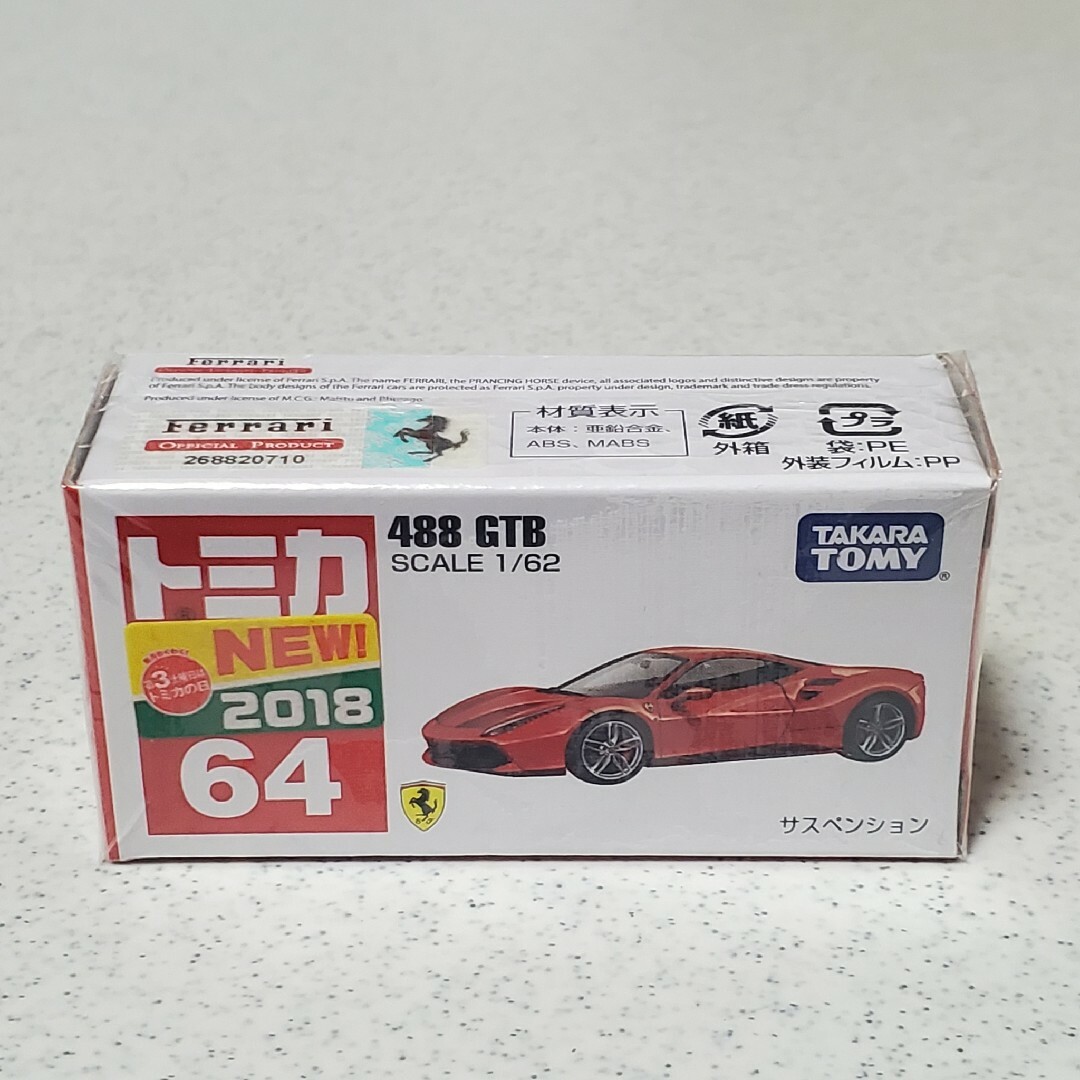 Ferrari
Produced under license of Ferrari S.p.A. The name FERRARI, the PRANCING HORSE device, all associated logos and distinctive designs are property
of Ferrari S.p.A. The body designs of the Ferrari cars are protected as Ferrari S.p.A. property under design, trademark and trade dress regulations.
Produced under license of M.C.G.:
Ferrari
OFFICIAL PRODUCT
268820710
材質表示
本体:亜鉛合金、
ABS、MABS
紙
外箱
プラ
袋:PE
外装フィルム:PP
トミカ
488 GTB
SCALE 1/62
TAKARA
TOMY®
NEW!
3土曜日は
トミカの日
2018
64
サスペンション